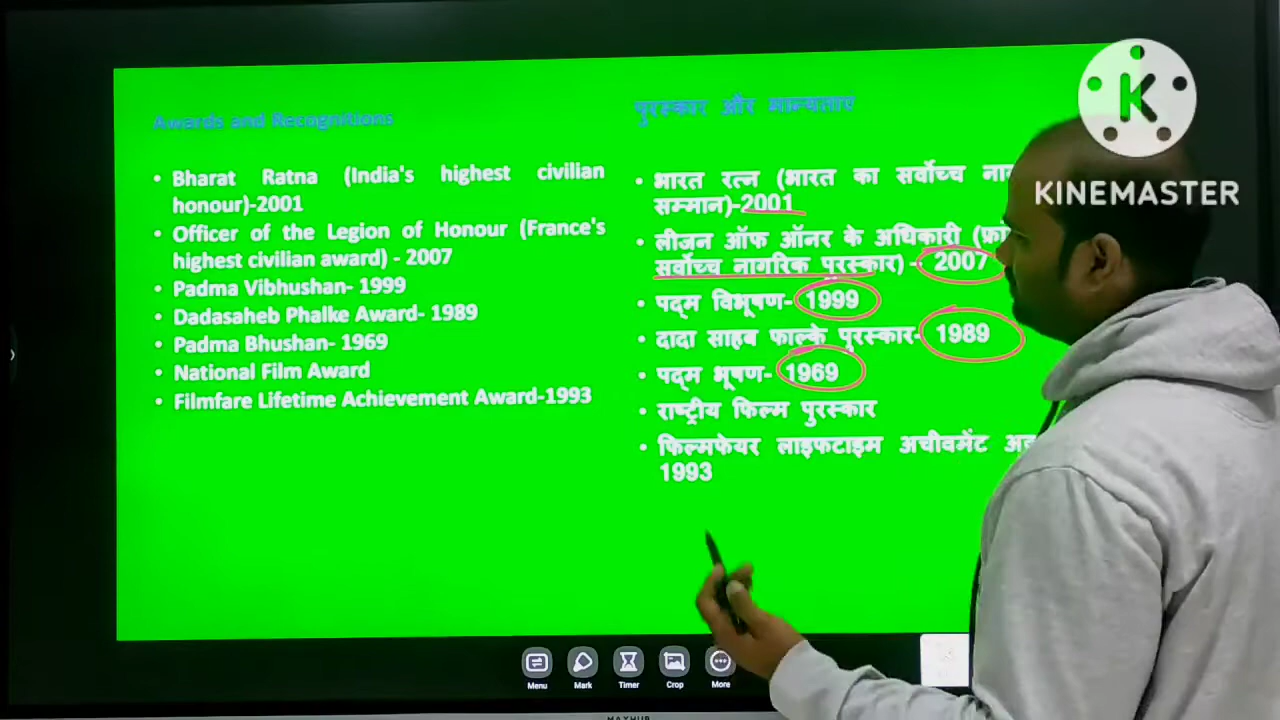 Awards and Recognitions
• Bharat Ratna (India's highest civilian
honour)-2001
• Officer of the Legion of Honour (France's
highest civilian award) - 2007
• Padma Vibhushan- 1999
• Dadasaheb Phalke Award- 1989
• Padma Bhushan- 1969
• National Film Award
• Filmfare Lifetime Achievement Award-1993
पुरस्कार और मान्यताएं
• भारत रत्न (भारत का सर्वोच्च
सम्मान)-2001
• लीजन ऑफ ऑनर के अधिकारी
सर्वोच्च नागरिक पुरस्कार) - 2007
• पद्म विभूषण- 1999
• दादा साहब फाल्के पुरस्कार- 1989
• पद्म भूषण- 1969
• राष्ट्रीय फिल्म पुरस्कार
• फिल्मफेयर लाइफटाइम अचीवमेंट
1993
K
KINEMASTER
Menu
Mark
Timer
Crop
More
MAXHUB